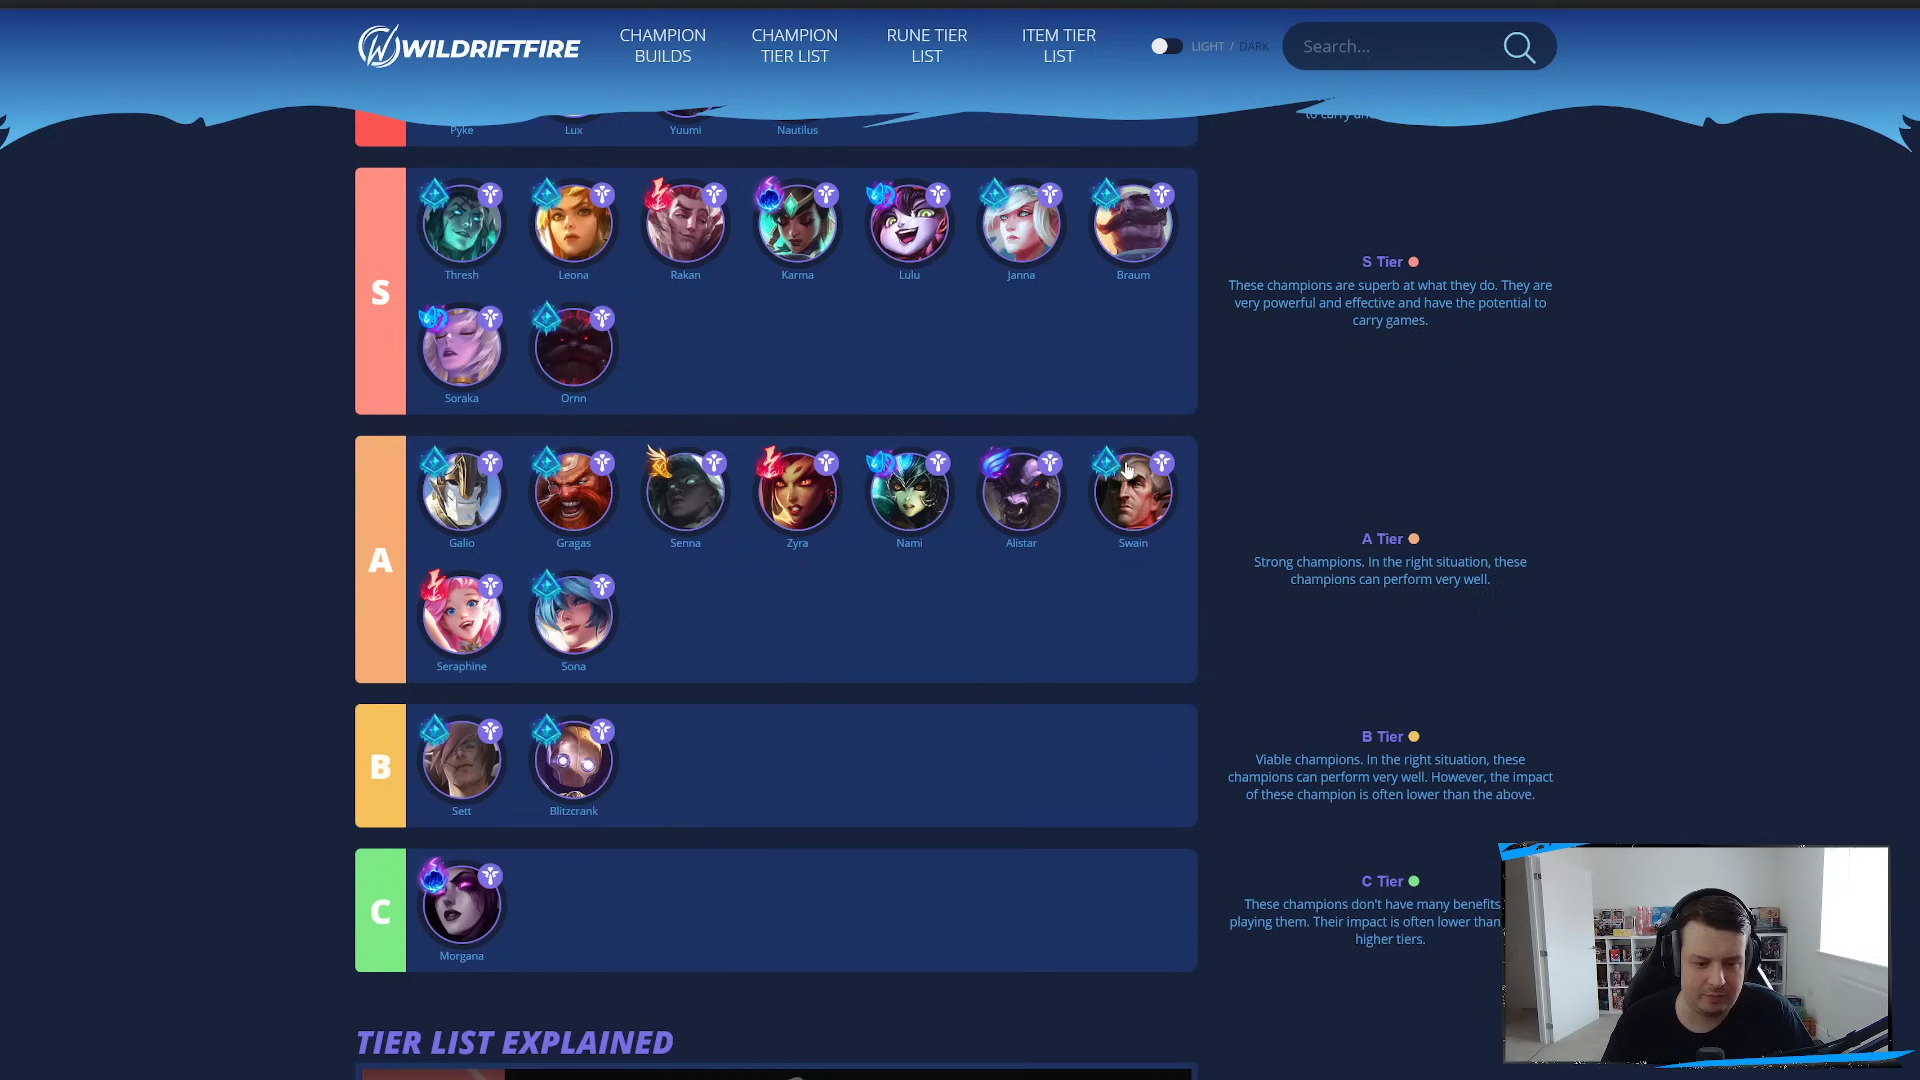 WILDRIFTFIRE
CHAMPION
BUILDS
CHAMPION
TIER LIST
RUNE TIER
LIST
ITEM TIER
LIST
LIGHT / DARK
Search...
Pyke Lux Yuumi Nautilus
S
Thresh Leona Rakan Karma Lulu Janna Braum
Soraka Ornn
S Tier
These champions are superb at what they do. They are
very powerful and effective and have the potential to
carry games.
A
Galio Gragas Senna Zyra Nami Alistar Swain
Seraphine Sona
A Tier
Strong champions. In the right situation, these
champions can perform very well.
B
Sett Blitzcrank
B Tier
Viable champions. In the right situation, these
champions can perform very well. However, the impact
of these champion is often lower than the above.
C
Morgana
C Tier
These champions don't have many benefits
playing them. Their impact is often lower than
higher tiers.
TIER LIST EXPLAINED